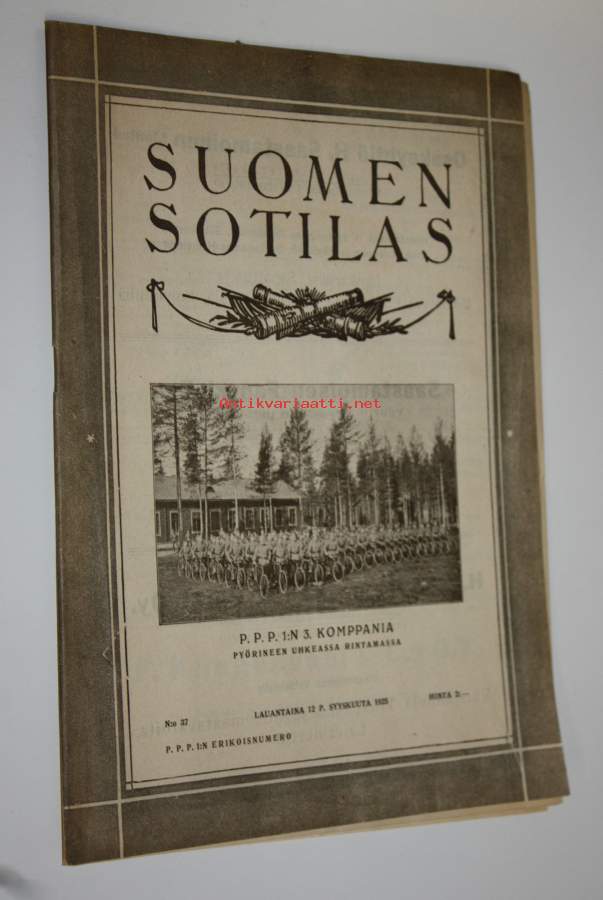 SUOMEN
SOTILAS
Antikvariaatti.net
P. P. P. 1:N 3. KOMPPANIA
PYÖRINEEN UHKEASSA RINTAMASSA
N:o 37 LAUANTAINA 12 P. SYYSKUUTA 1925 HINTA 2:—
P. P. P. 1:N ERIKOISNUMERO